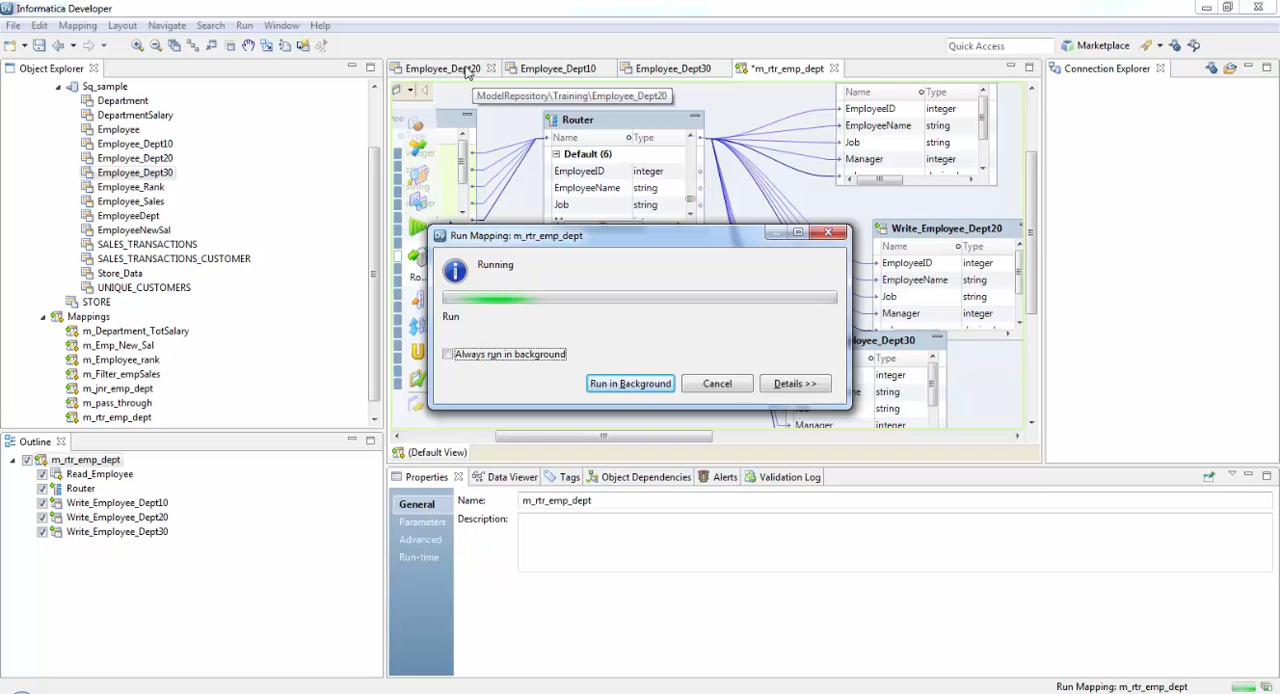 Informatica Developer
File Edit Mapping Layout Navigate Search Run Window Help
Quick Access Marketplace
Object Explorer
Sq_sample
Department
DepartmentSalary
Employee
Employee_Dept10
Employee_Dept20
Employee_Dept30
Employee_Rank
Employee_Sales
EmployeeDept
EmployeeNewSal
SALES_TRANSACTIONS
SALES_TRANSACTIONS_CUSTOMER
Store_Data
UNIQUE_CUSTOMERS
STORE
Mappings
m_Department_TotSalary
m_Emp_New_Sal
m_Employee_rank
m_Filter_empSales
m_jnr_emp_dept
m_pass_through
m_rtr_emp_dept
Outline
m_rtr_emp_dept
Read_Employee
Router
Write_Employee_Dept10
Write_Employee_Dept20
Write_Employee_Dept30
Employee_Dept20 Employee_Dept10 Employee_Dept30 *m_rtr_emp_dept
ModelRepository\Training\Employee_Dept20
Router
Name Type
Default (6)
EmployeeID integer
EmployeeName string
Job string
Name Type
EmployeeID integer
EmployeeName string
Job string
Manager integer
Write_Employee_Dept20
Name Type
EmployeeID integer
EmployeeName string
Job string
Manager integer
oyee_Dept30
Type
integer
me string
string
Manager integer
Ro...
Run Mapping: m_rtr_emp_dept
Running
Run
Always run in background
Run in Background Cancel Details >>
(Default View)
Connection Explorer
Properties Data Viewer Tags Object Dependencies Alerts Validation Log
General
Parameters
Advanced
Run-time
Name: m_rtr_emp_dept
Description:
Run Mapping: m_rtr_emp_dept